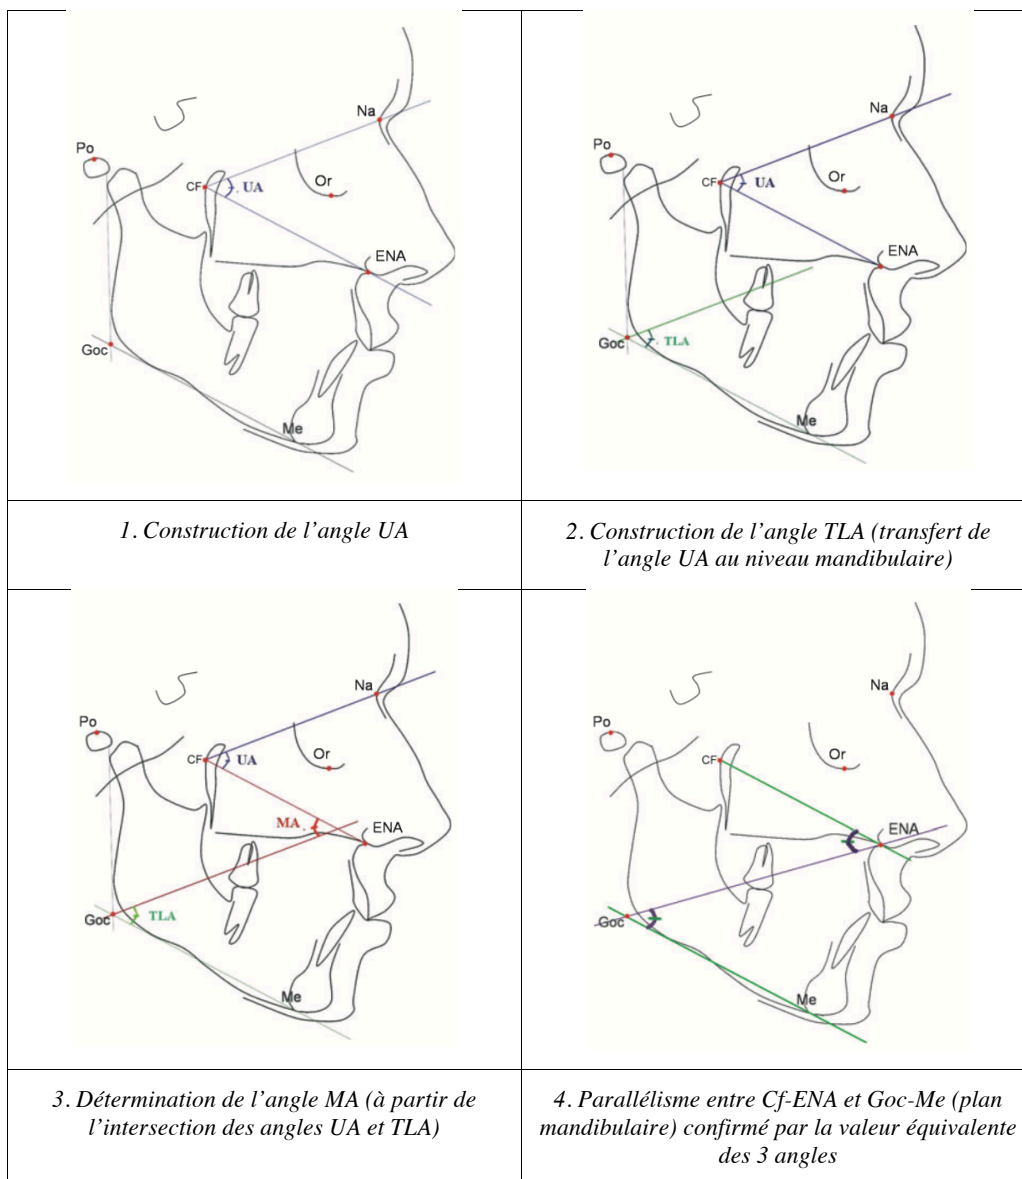 Na
Po
Or
CF
UA
ENA
Goc
Me
Na
Po
Or
CF
UA
ENA
Goc
TLA
Me
1. Construction de l'angle UA
2. Construction de l'angle TLA (transfert de
l'angle UA au niveau mandibulaire)
Na
Po
Or
CF
UA
MA
ENA
Goc
TLA
Me
Na
Po
Or
CF
ENA
Goc
Me
3. Détermination de l'angle MA (à partir de
l'intersection des angles UA et TLA)
4. Parallélisme entre Cf-ENA et Goc-Me (plan
mandibulaire) confirmé par la valeur équivalente
des 3 angles